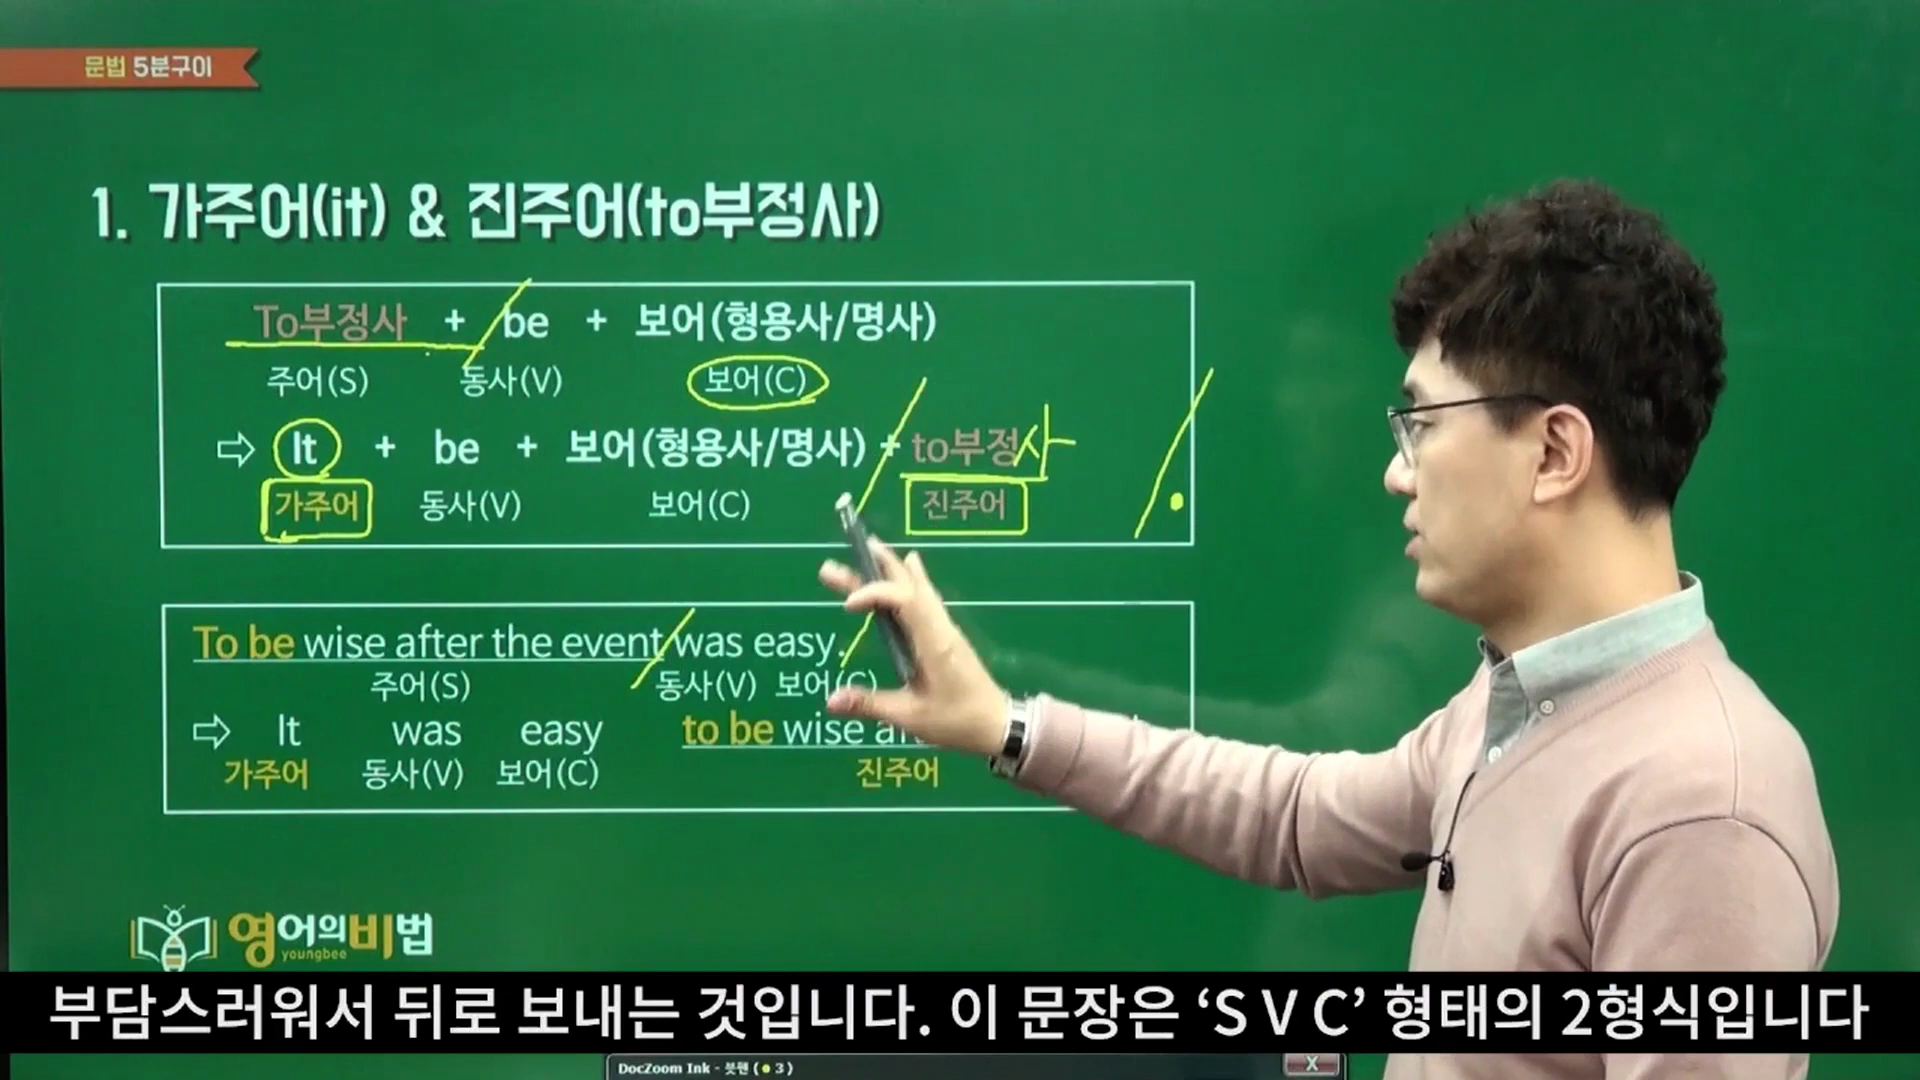 문법 5분구이
1. 가주어(it) & 진주어(to부정사)
To부정사 + be + 보어(형용사/명사)
주어(S) 동사(V) 보어(C)
⇨ It + be + 보어(형용사/명사) + to부정사
가주어 동사(V) 보어(C) 진주어
To be wise after the event was easy.
주어(S) 동사(V) 보어(C)
⇨ It was easy to be wise
가주어 동사(V) 보어(C) 진주어
영어의비법
youngbee
부담스러워서 뒤로 보내는 것입니다. 이 문장은 ‘S V C’ 형태의 2형식입니다
DocZoom Ink - 붓펜 ( 3 )
X